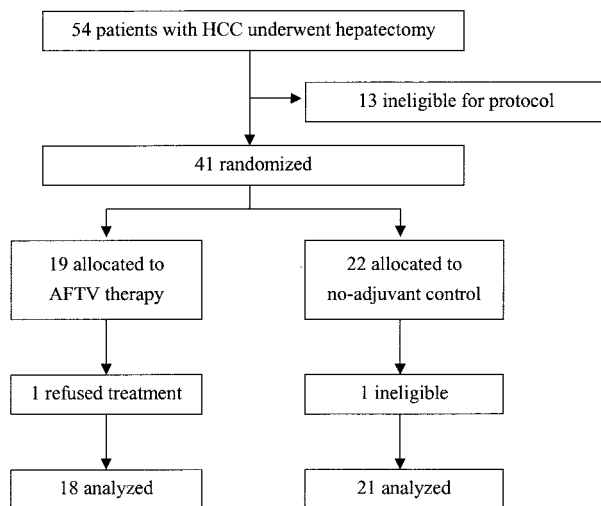 54 patients with HCC underwent hepatectomy
13 ineligible for protocol
41 randomized
19 allocated to
AFTV therapy
22 allocated to
no-adjuvant control
1 refused treatment
1 ineligible
18 analyzed
21 analyzed